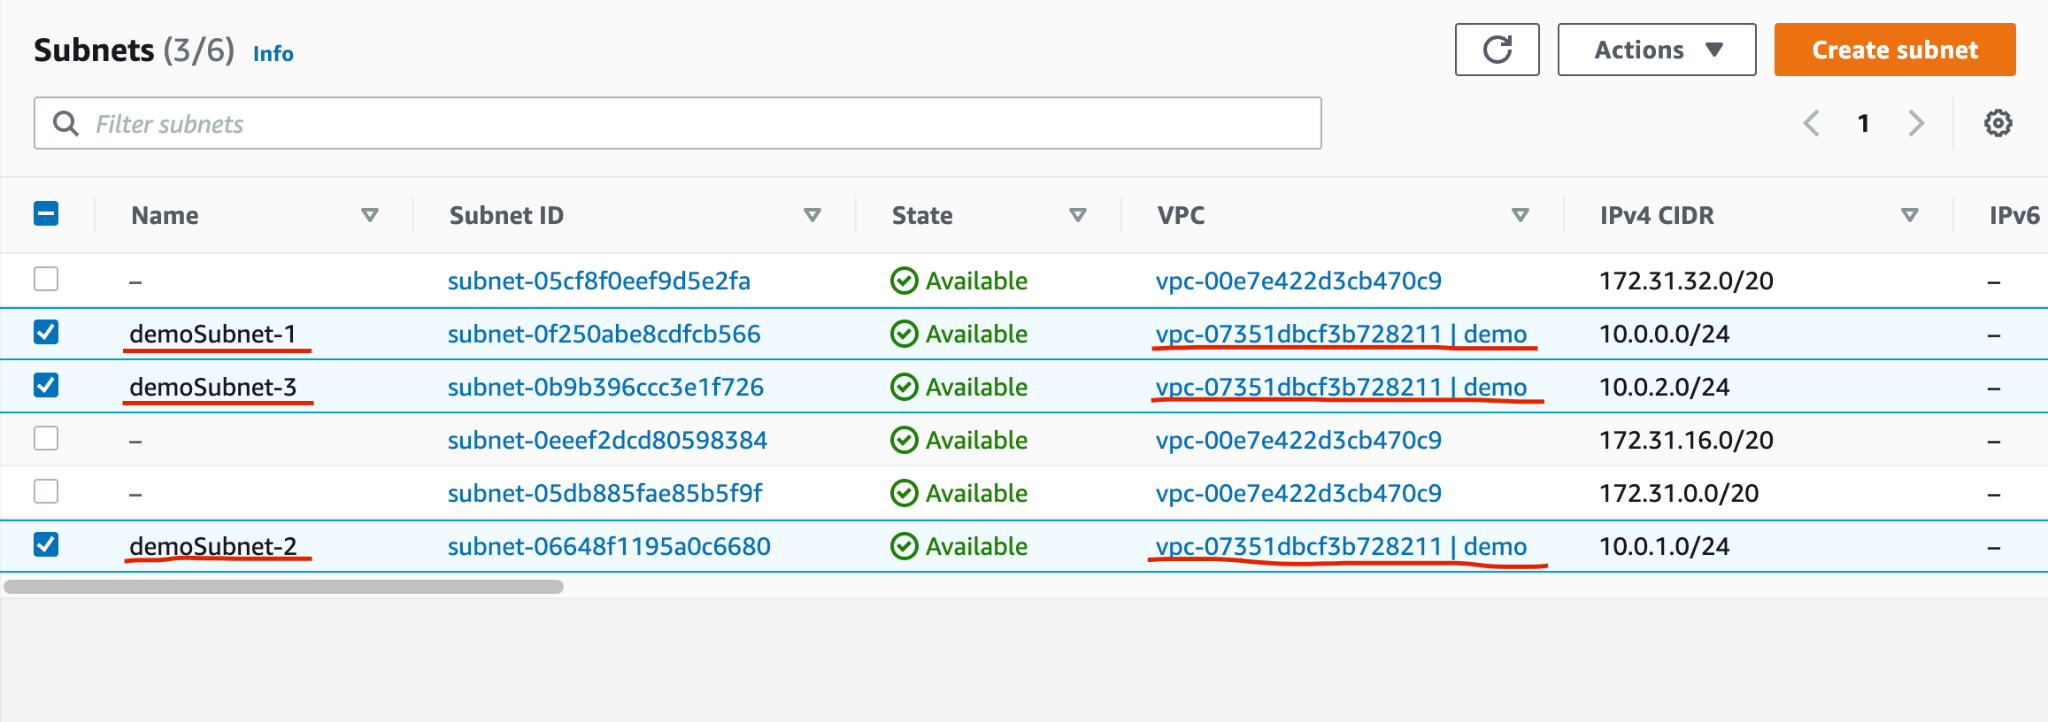 Subnets (3/6) Info Actions Create subnet
Filter subnets 1
Name Subnet ID State VPC IPv4 CIDR IPv6
– subnet-05cf8f0eef9d5e2fa Available vpc-00e7e422d3cb470c9 172.31.32.0/20 –
demoSubnet-1 subnet-0f250abe8cdfcb566 Available vpc-07351dbcf3b728211 | demo 10.0.0.0/24 –
demoSubnet-3 subnet-0b9b396ccc3e1f726 Available vpc-07351dbcf3b728211 | demo 10.0.2.0/24 –
– subnet-0eeef2dcd80598384 Available vpc-00e7e422d3cb470c9 172.31.16.0/20 –
– subnet-05db885fae85b5f9f Available vpc-00e7e422d3cb470c9 172.31.0.0/20 –
demoSubnet-2 subnet-06648f1195a0c6680 Available vpc-07351dbcf3b728211 | demo 10.0.1.0/24 –